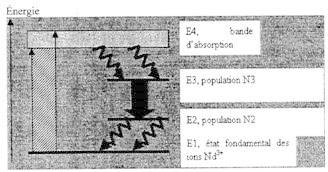 Énergie
E4, bande
d'absorption
E3, population N3
E2, population N2
E1, état fondamental des
ions Nd³⁺